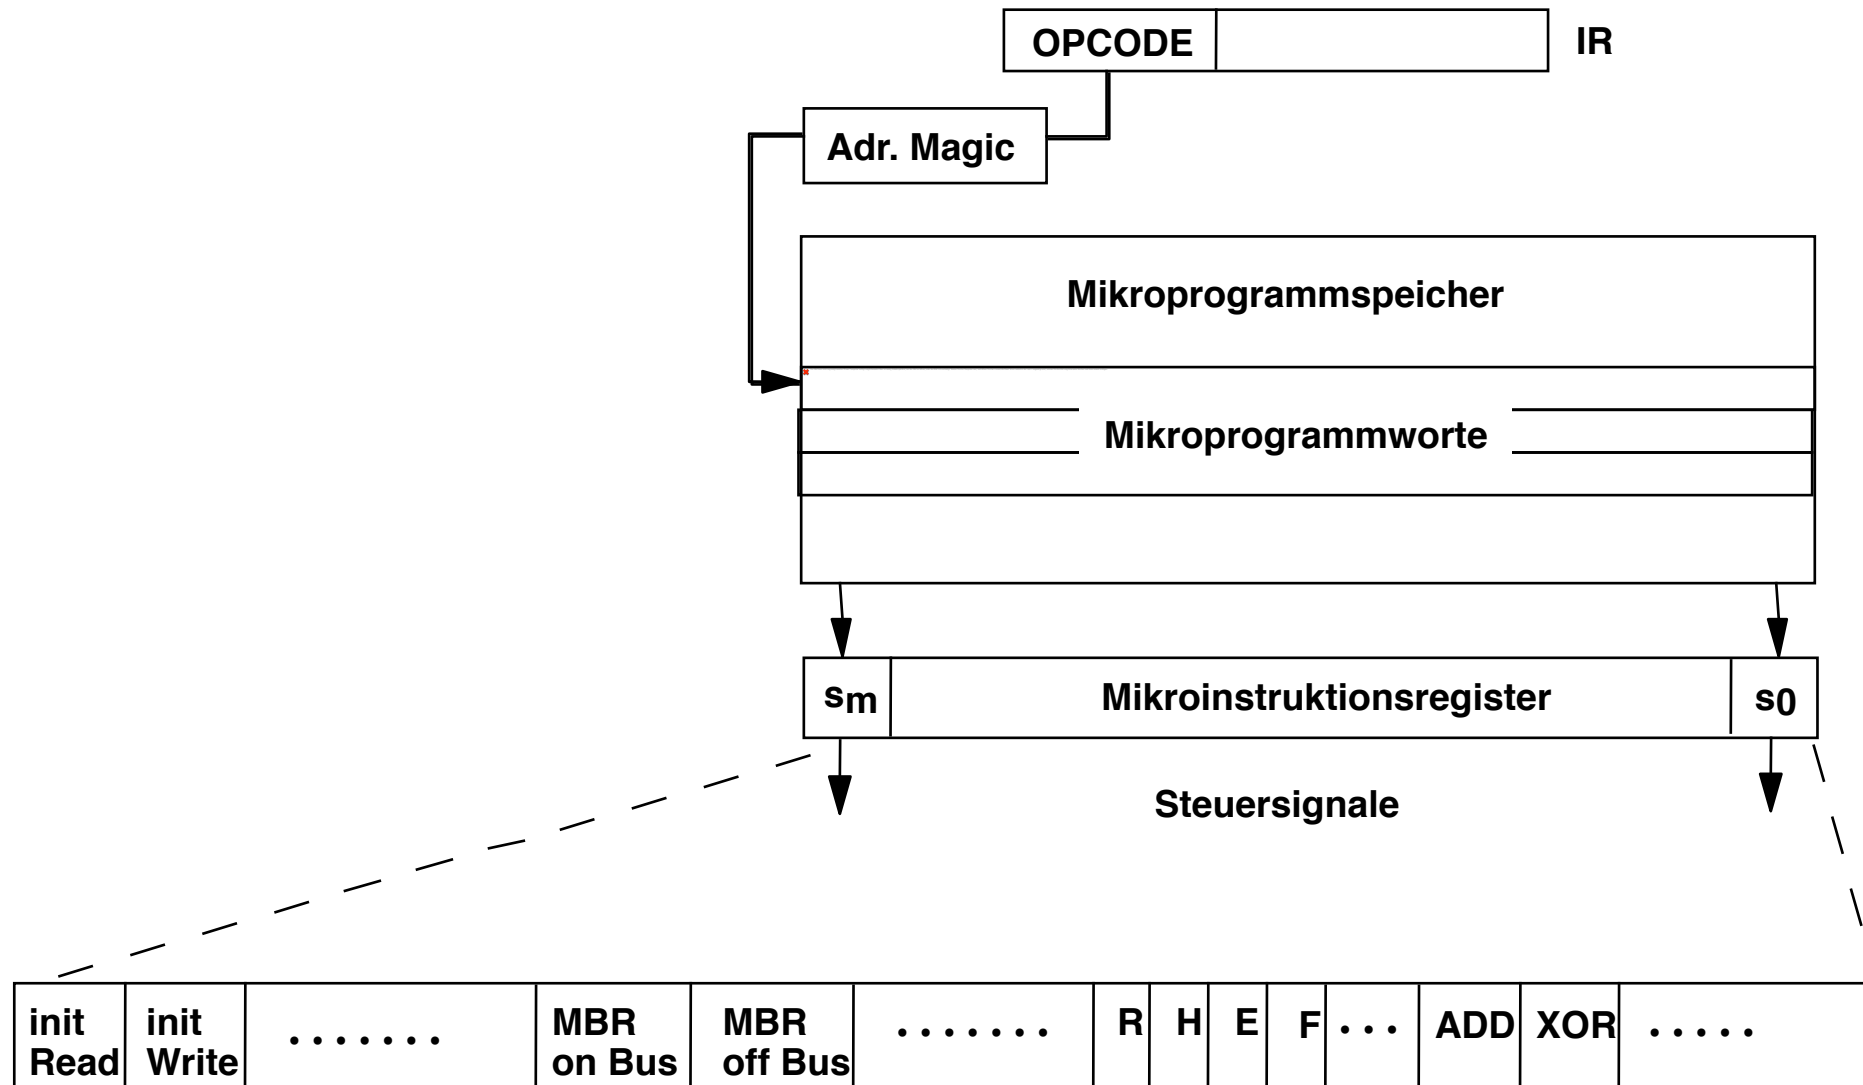 OPCODE IR
Adr. Magic
Mikroprogrammspeicher
Mikroprogrammworte
sm Mikroinstruktionsregister s0
Steuersignale
init Read
init Write
.......
MBR on Bus
MBR off Bus
.......
R H E F ... ADD XOR .....